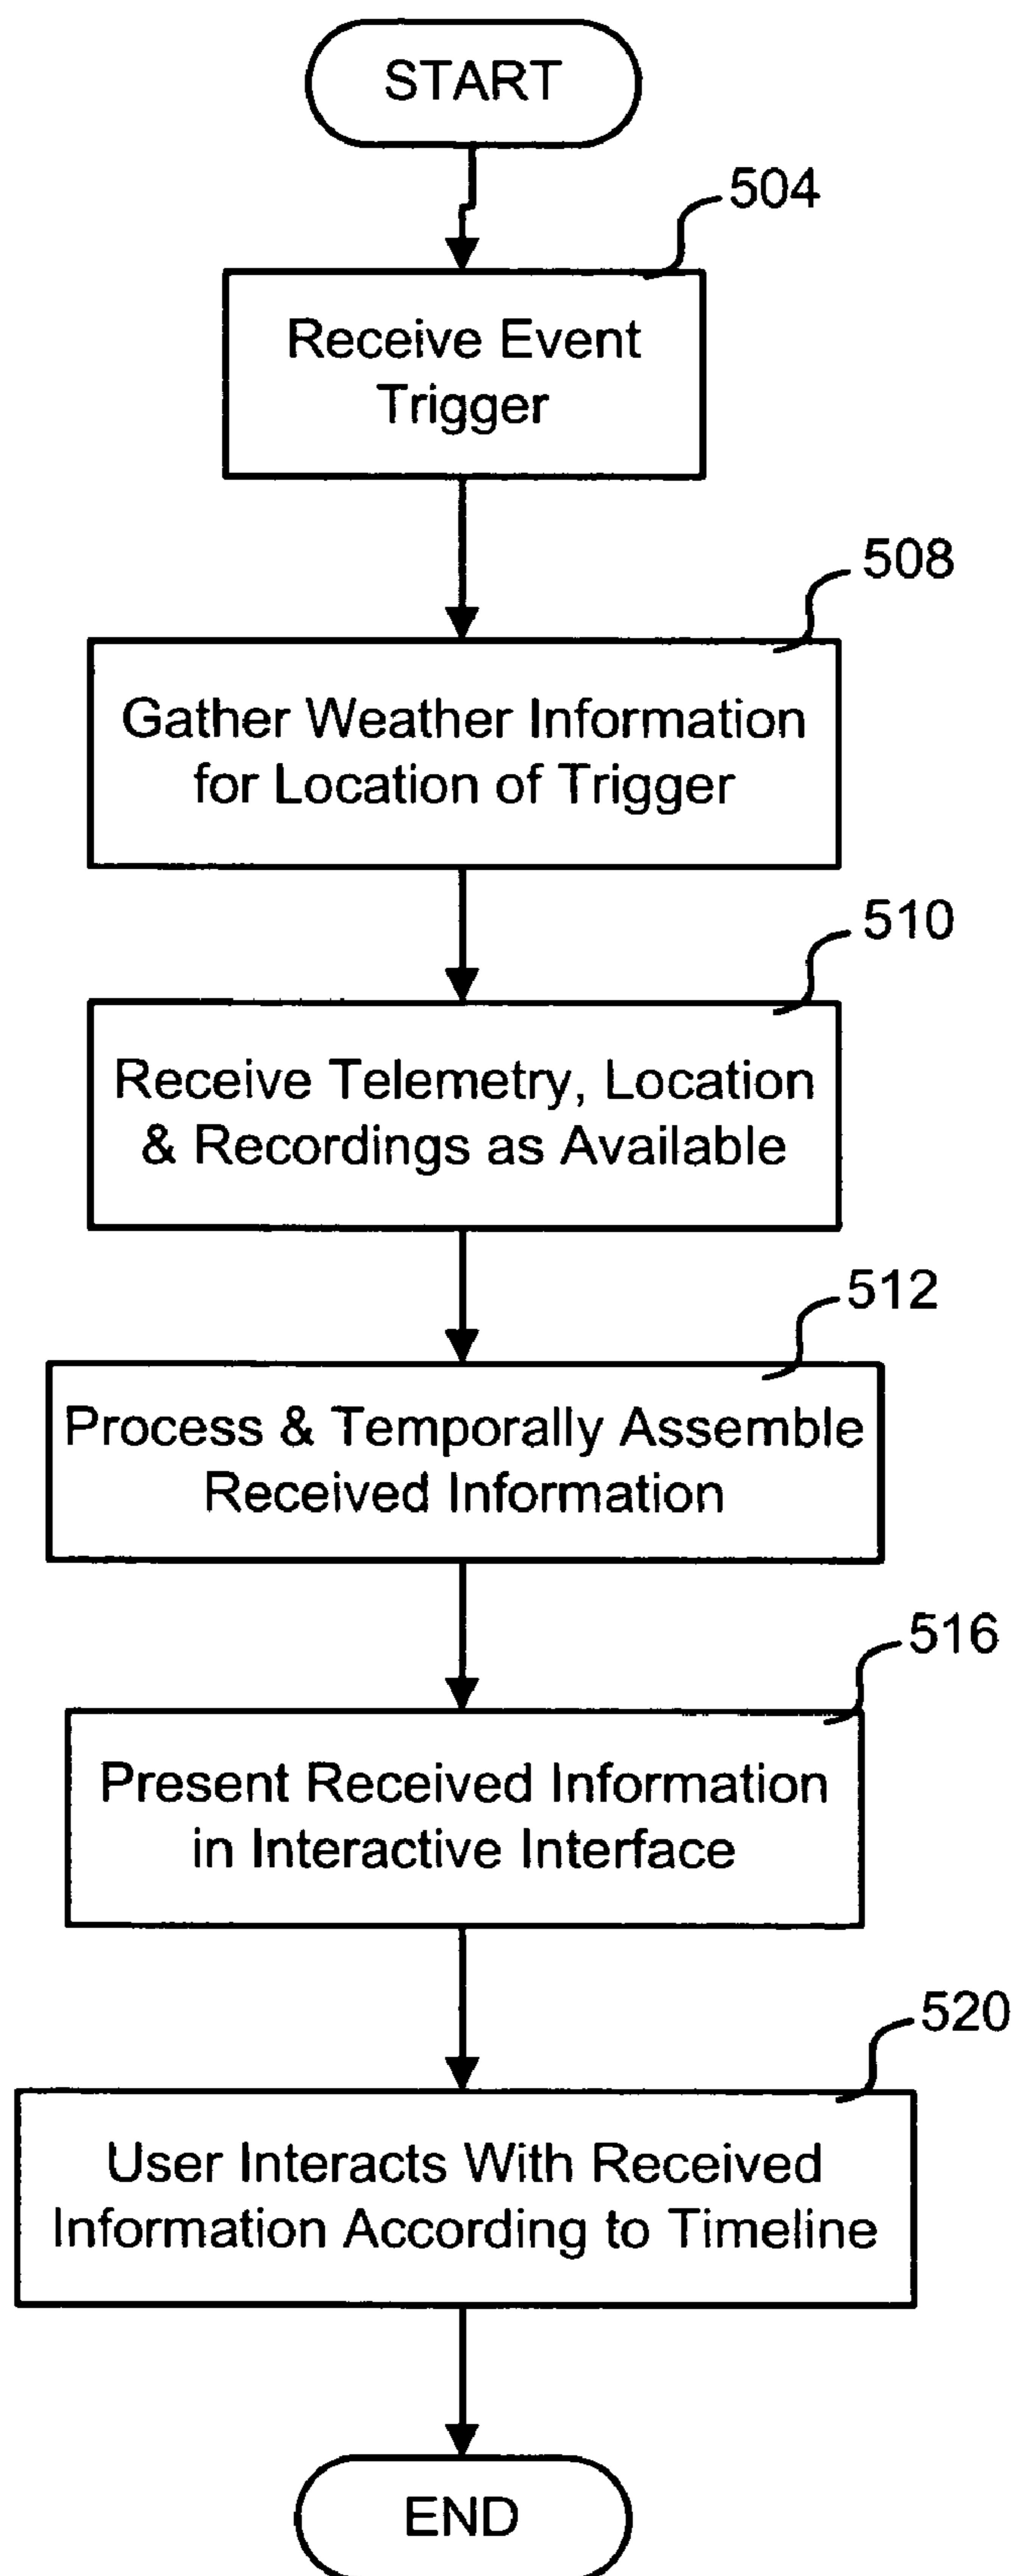 START
504
Receive Event
Trigger
508
Gather Weather Information
for Location of Trigger
510
Receive Telemetry, Location
& Recordings as Available
512
Process & Temporally Assemble
Received Information
516
Present Received Information
in Interactive Interface
520
User Interacts With Received
Information According to Timeline
END